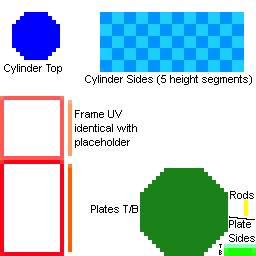 Cylinder Top
Cylinder Sides (5 height segments)
Frame UV
identical with
placeholder
Plates T/B
Rods
Plate
Sides
T
B